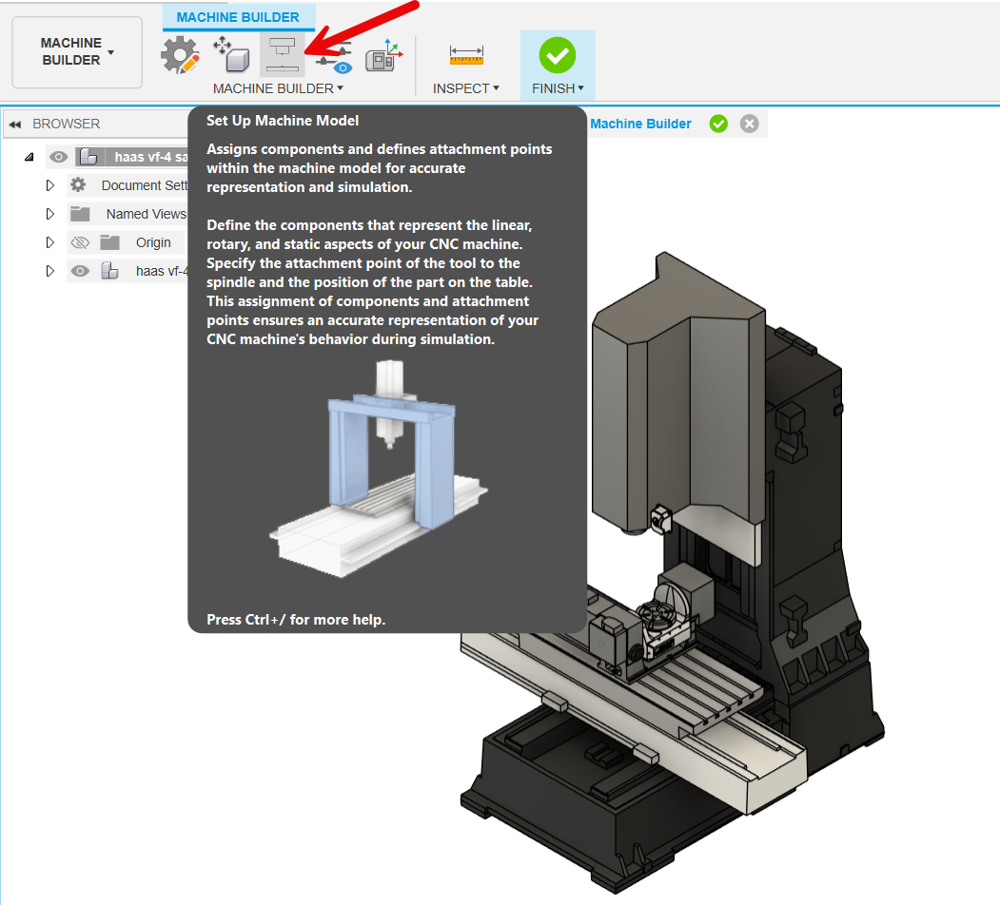 MACHINE BUILDER
MACHINE
BUILDER
MACHINE BUILDER
INSPECT
FINISH
BROWSER
Set Up Machine Model
Machine Builder
haas vf-4 sa
Assigns components and defines attachment points
within the machine model for accurate
representation and simulation.
Document Sett
Named Views
Origin
haas vf-4
Define the components that represent the linear,
rotary, and static aspects of your CNC machine.
Specify the attachment point of the tool to the
spindle and the position of the part on the table.
This assignment of components and attachment
points ensures an accurate representation of your
CNC machine's behavior during simulation.
Press Ctrl+/ for more help.